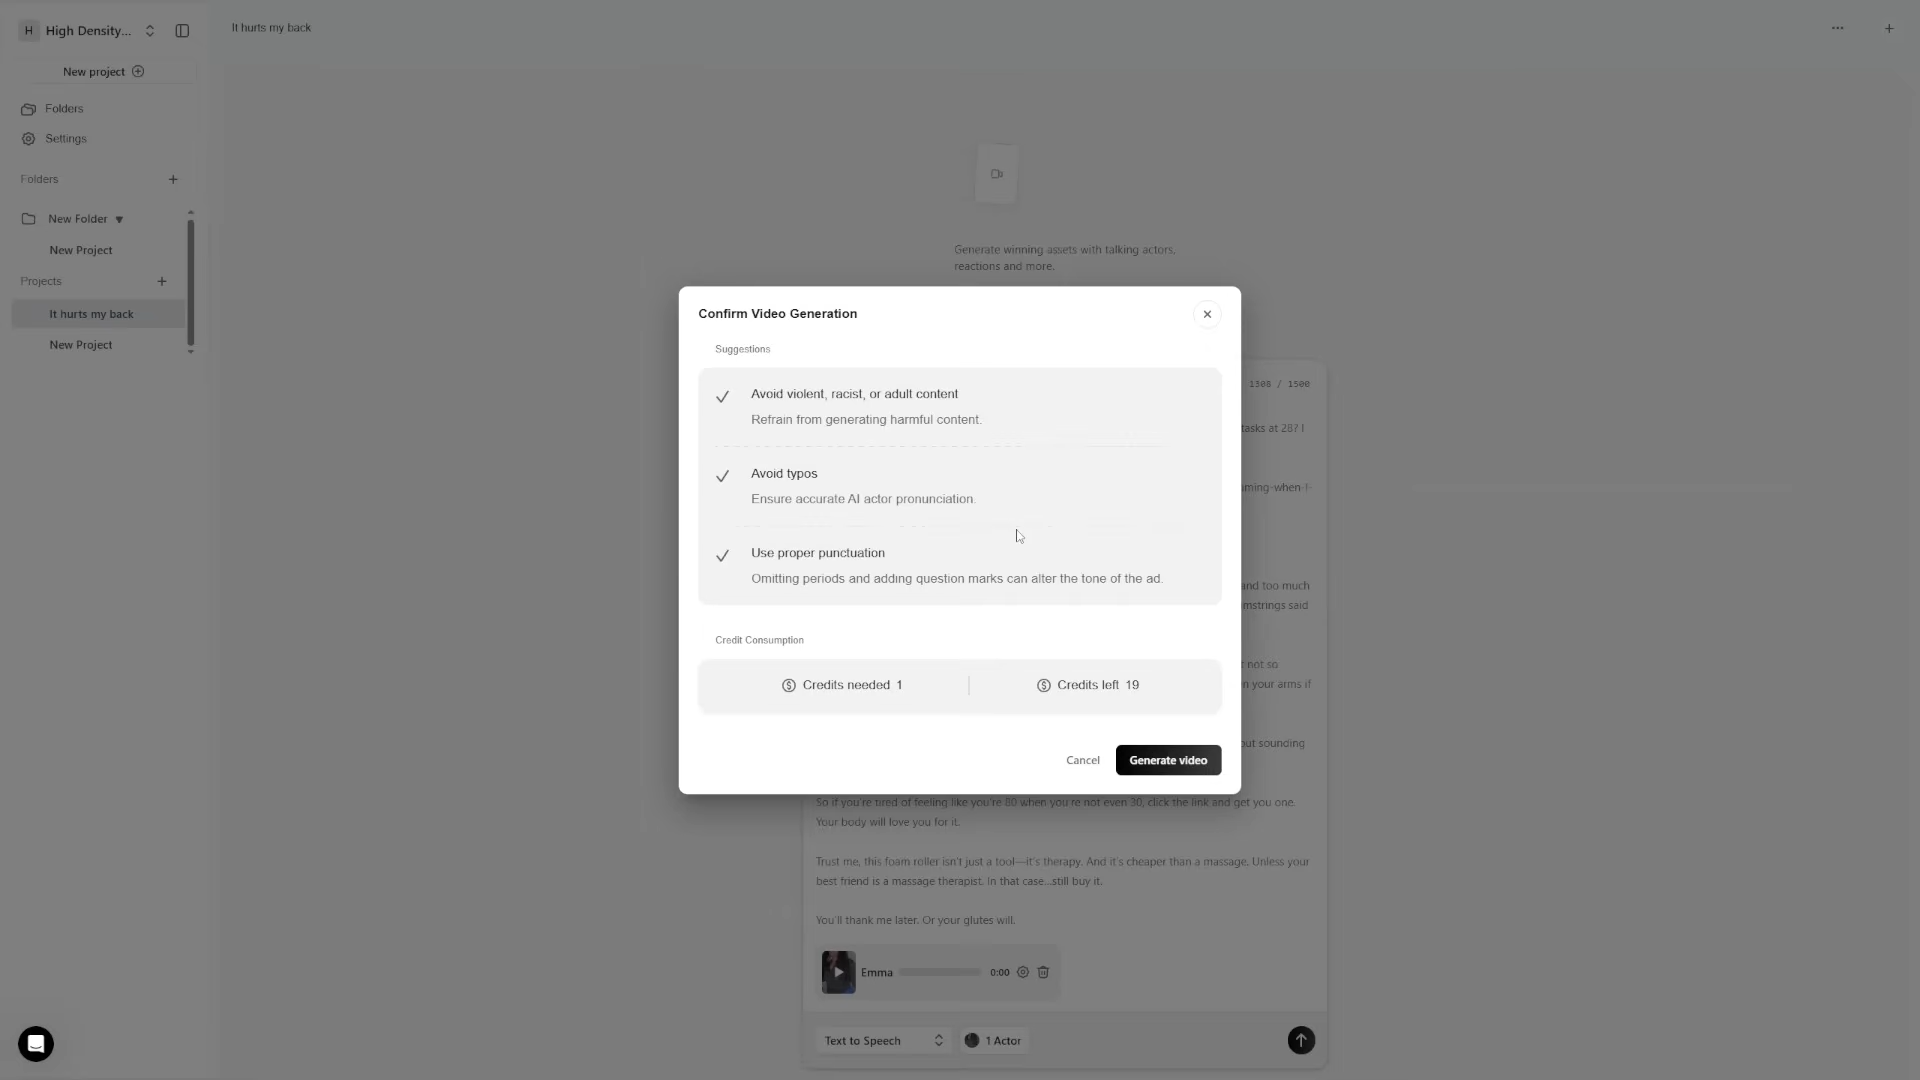 H High Density...
It hurts my back
New project
Folders
Settings
Folders
New Folder
New Project
Projects
It hurts my back
New Project
Generate winning assets with talking actors,
reactions and more.
Confirm Video Generation
Suggestions
Avoid violent, racist, or adult content
Refrain from generating harmful content.
Avoid typos
Ensure accurate AI actor pronunciation.
Use proper punctuation
Omitting periods and adding question marks can alter the tone of the ad.
Credit Consumption
Credits needed 1
Credits left 19
Cancel
Generate video
1308 / 1500
tasks at 28? I
and too much
mstrings said
not so
n your arms if
out sounding
So if you're tired of feeling like you're 80 when you're not even 30, click the link and get you one.
Your body will love you for it.
Trust me, this foam roller isn't just a tool—it's therapy. And it's cheaper than a massage. Unless your
best friend is a massage therapist. In that case...still buy it.
You'll thank me later. Or your glutes will.
Emma
0:00
Text to Speech
1 Actor